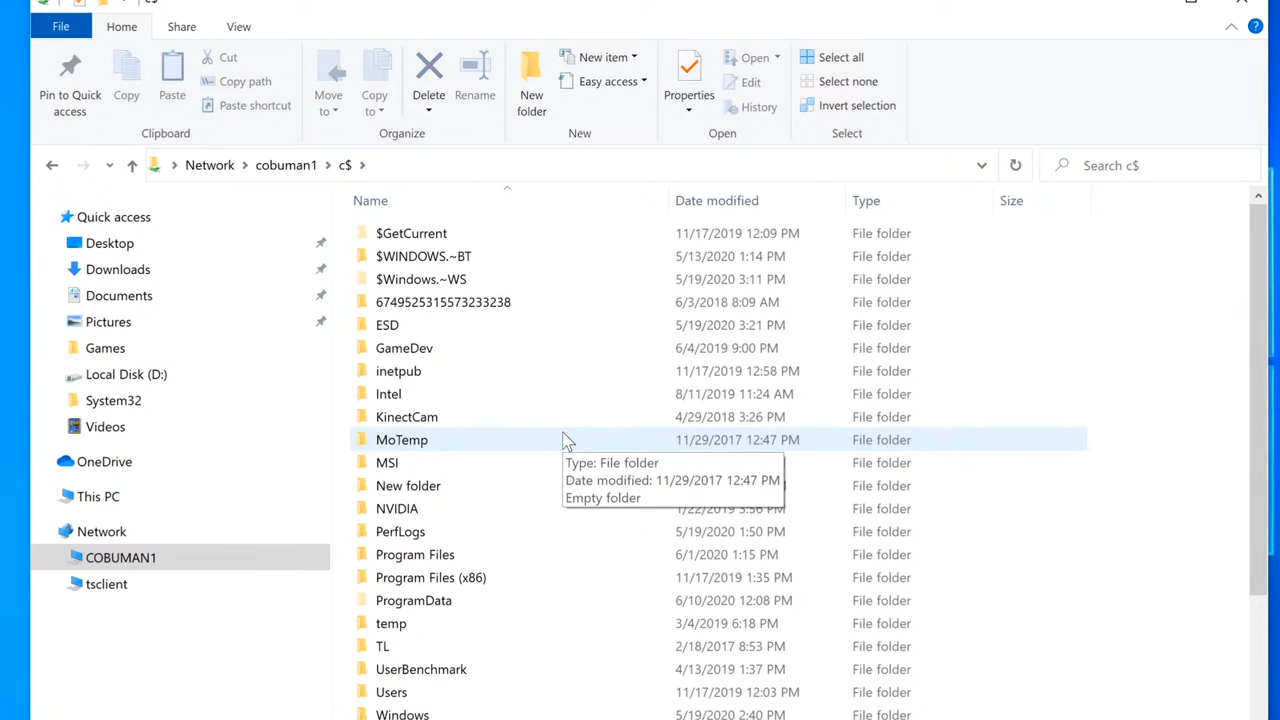 c$
File Home Share View
Pin to Quick access
Copy
Paste
Cut
Copy path
Paste shortcut
Clipboard
Move to
Copy to
Delete
Rename
Organize
New folder
New item
Easy access
New
Properties
Open
Edit
History
Open
Select all
Select none
Invert selection
Select
Network > cobuman1 > c$ >
Search c$
Quick access
Desktop
Downloads
Documents
Pictures
Games
Local Disk (D:)
System32
Videos
OneDrive
This PC
Network
COBUMAN1
tsclient
Name Date modified Type Size
$GetCurrent 11/17/2019 12:09 PM File folder
$WINDOWS.~BT 5/13/2020 1:14 PM File folder
$Windows.~WS 5/19/2020 3:11 PM File folder
6749525315573233238 6/3/2018 8:09 AM File folder
ESD 5/19/2020 3:21 PM File folder
GameDev 6/4/2019 9:00 PM File folder
inetpub 11/17/2019 12:58 PM File folder
Intel 8/11/2019 11:24 AM File folder
KinectCam 4/29/2018 3:26 PM File folder
MoTemp 11/29/2017 12:47 PM File folder
MSI File folder
New folder File folder
NVIDIA 1/22/2019 3:56 PM File folder
PerfLogs 5/19/2020 1:50 PM File folder
Program Files 6/1/2020 1:15 PM File folder
Program Files (x86) 11/17/2019 1:35 PM File folder
ProgramData 6/10/2020 12:08 PM File folder
temp 3/4/2019 6:18 PM File folder
TL 2/18/2017 8:53 PM File folder
UserBenchmark 4/13/2019 1:37 PM File folder
Users 11/17/2019 12:03 PM File folder
Windows 5/19/2020 2:40 PM File folder
Type: File folder
Date modified: 11/29/2017 12:47 PM
Empty folder